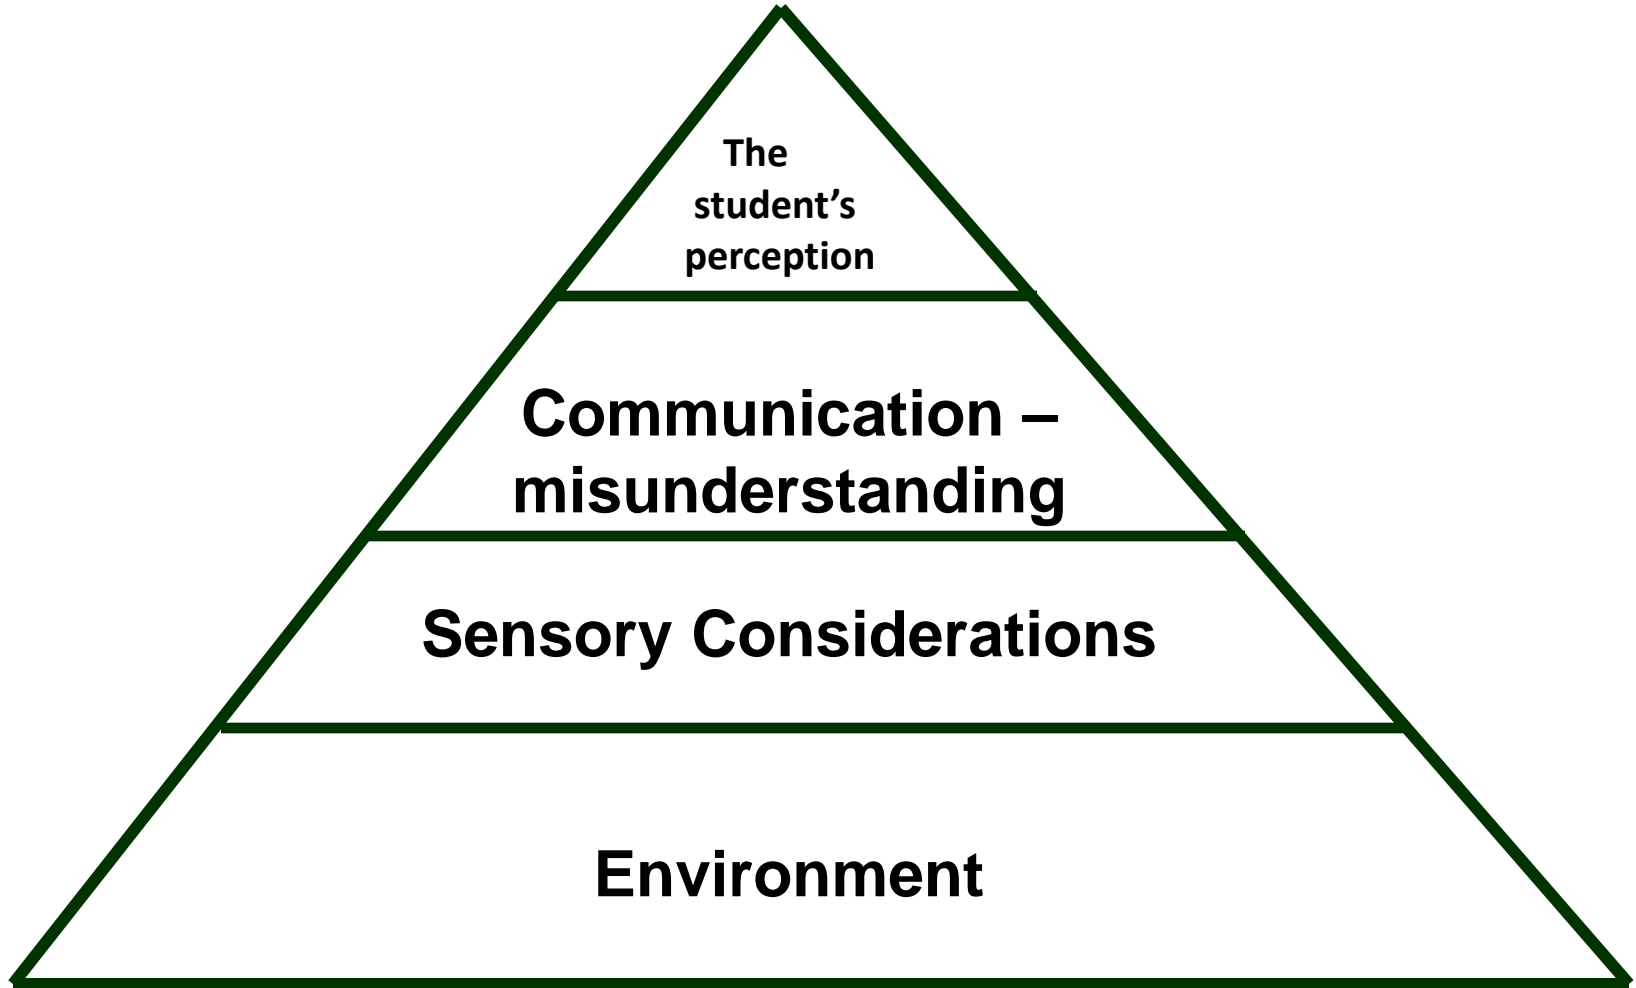 The
student’s
perception
Communication –
misunderstanding
Sensory Considerations
Environment